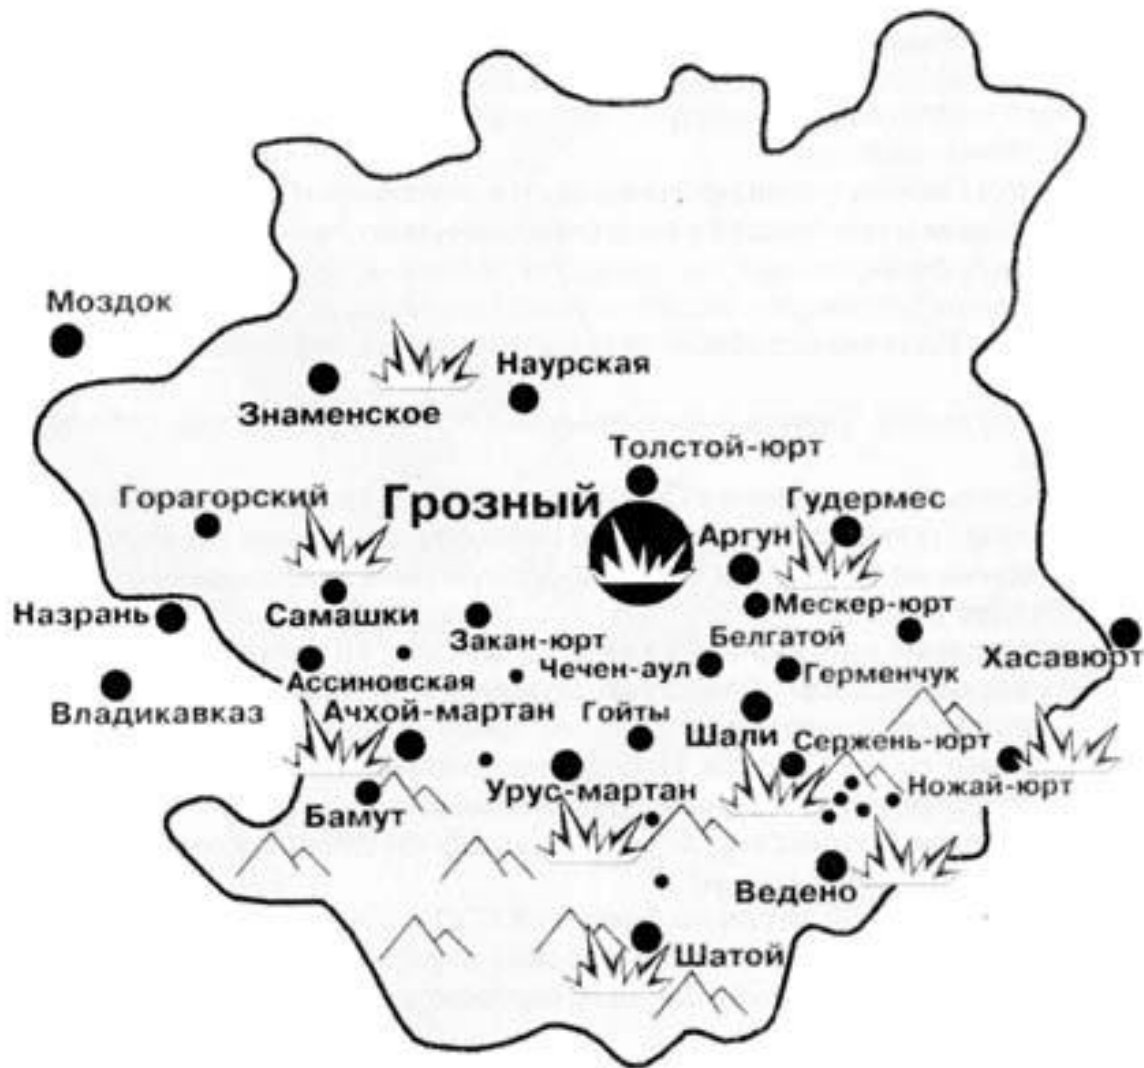 Моздок
Наурская
Знаменское
Толстой-юрт
Горагорский
Грозный
Гудермес
Аргун
Назрань
Самашки
Мескер-юрт
Закан-юрт
Белгатой
Хасавюрт
Чечен-аул
Герменчук
Ассиновская
Владикавказ
Ачхой-мартан
Гойты
Шали
Сержень-юрт
Ножай-юрт
Урус-мартан
Бамут
Ведено
Шатой